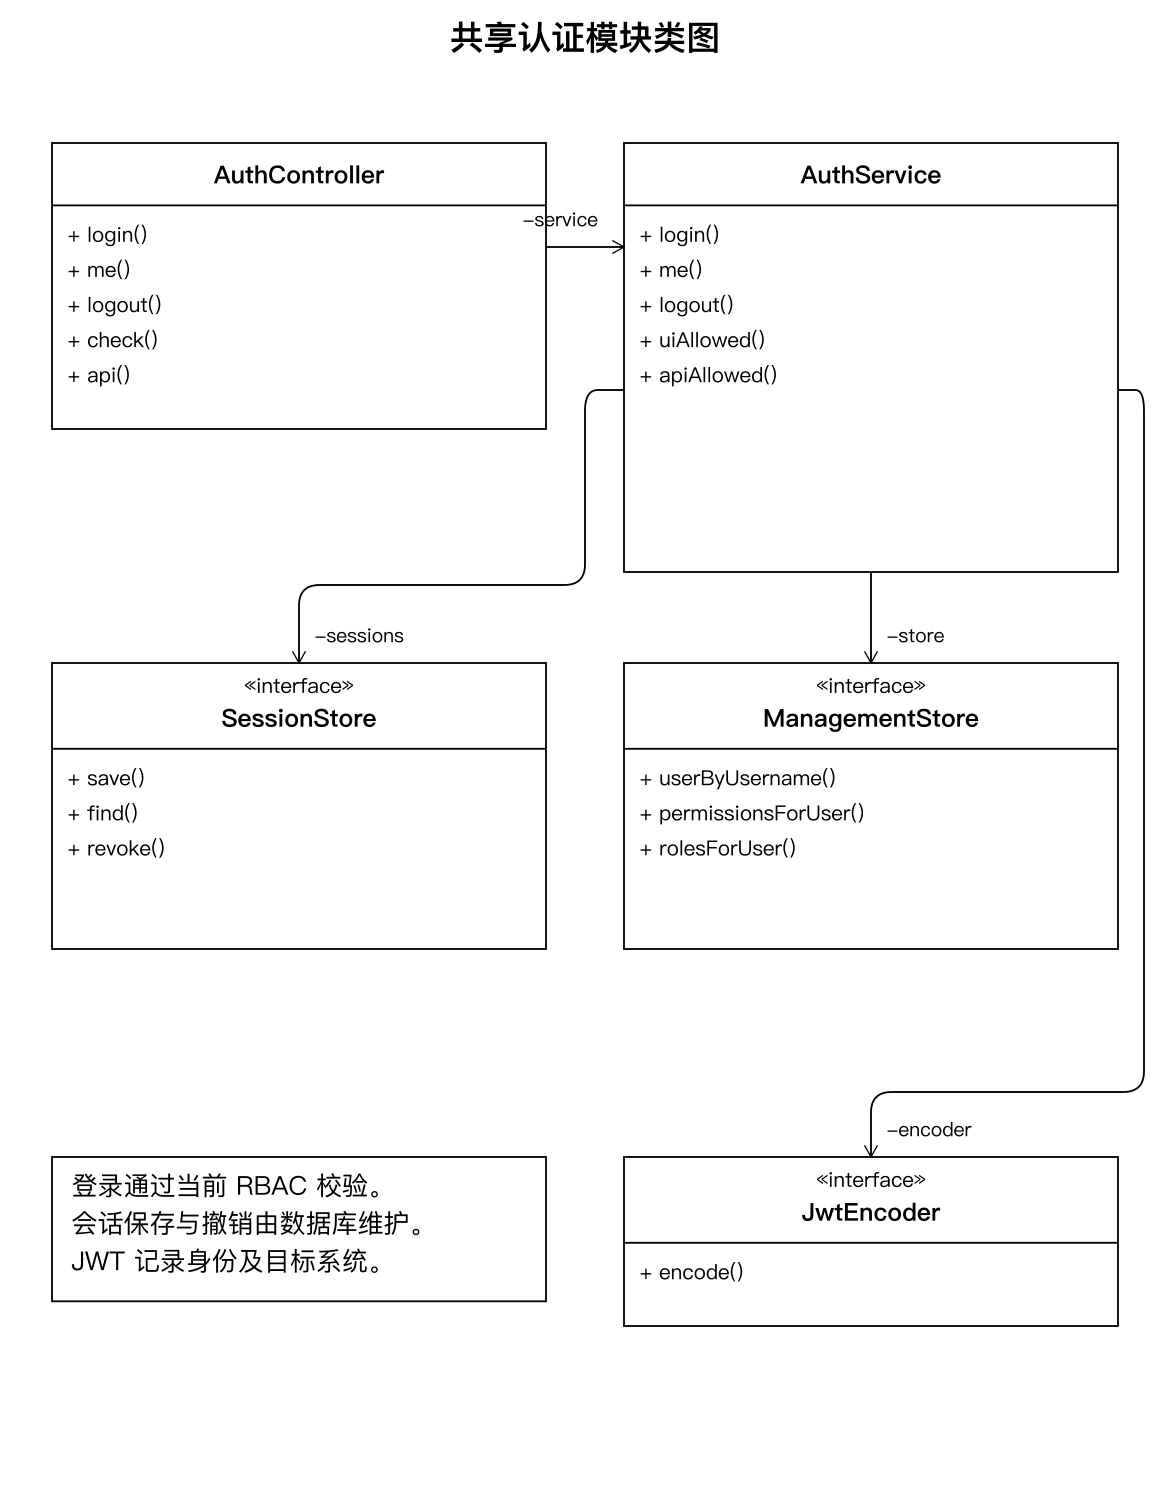 共享认证模块类图
AuthController
+ login()
+ me()
+ logout()
+ check()
+ api()
–service
AuthService
+ login()
+ me()
+ logout()
+ uiAllowed()
+ apiAllowed()
–sessions
–store
«interface»
SessionStore
+ save()
+ find()
+ revoke()
«interface»
ManagementStore
+ userByUsername()
+ permissionsForUser()
+ rolesForUser()
–encoder
登录通过当前 RBAC 校验。
会话保存与撤销由数据库维护。
JWT 记录身份及目标系统。
«interface»
JwtEncoder
+ encode()